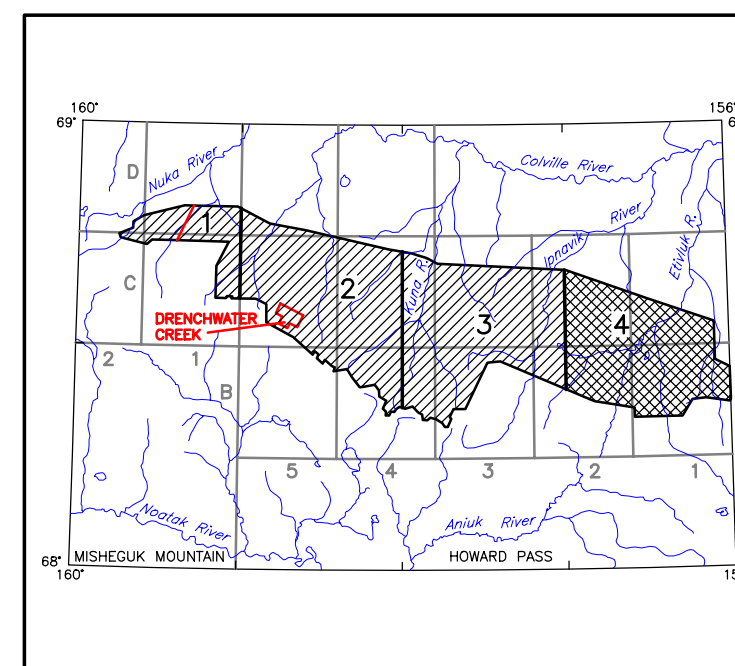 160°
156°
69°
6
Nuka River
Colville River
D
River
1
Ipnavik
Etivluk R.
C
Kuna R.
2
3
4
DRENCHWATER
CREEK
2
1
B
5
4
3
2
1
Noatak River
Aniuk River
MISHEGUK MOUNTAIN
HOWARD PASS
68°
160°
15